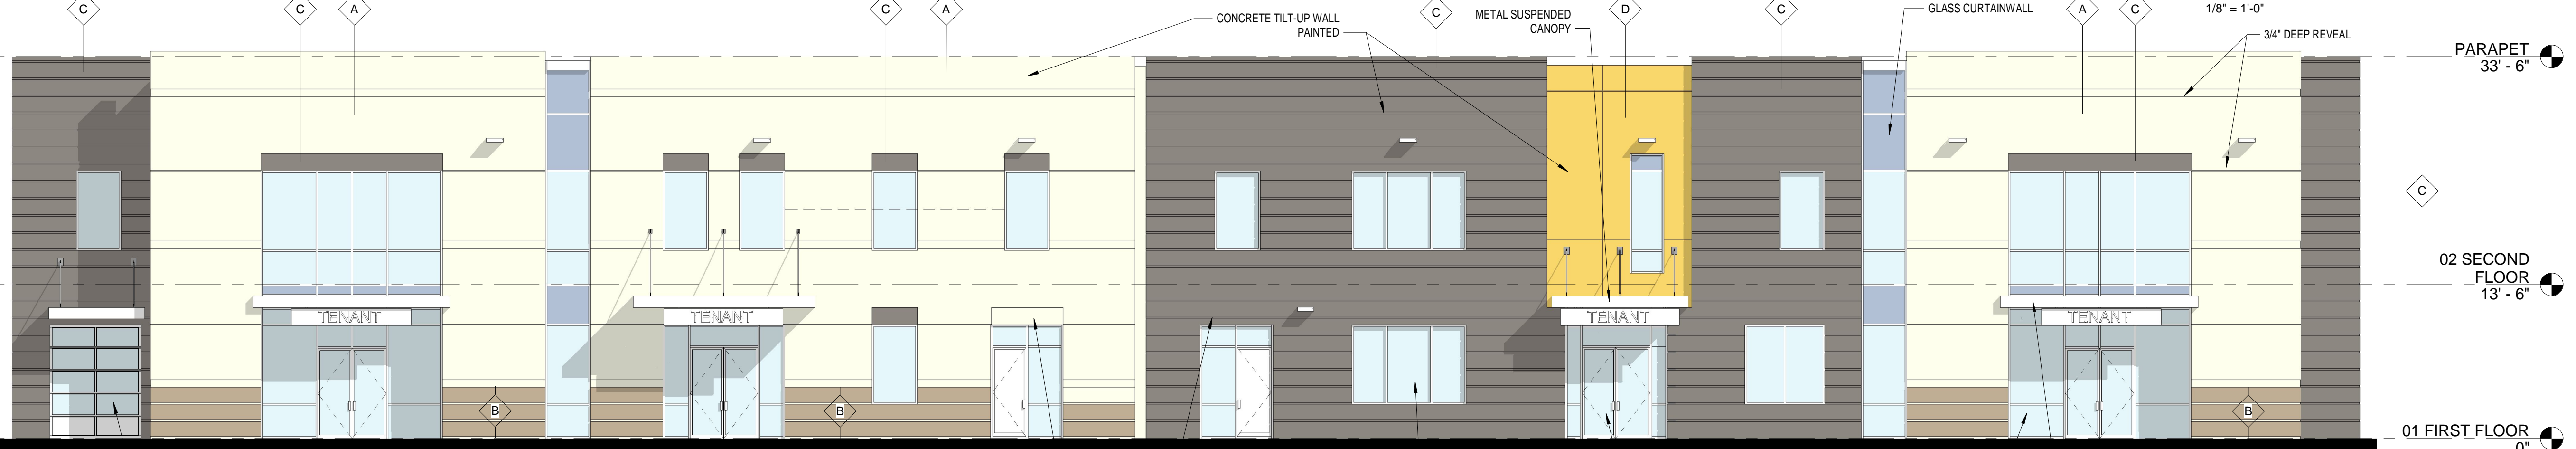 C
C
A
C
A
CONCRETE TILT-UP WALL
PAINTED
C
METAL SUSPENDED
CANOPY
D
C
GLASS CURTAINWALL
A
C
1/8" = 1'-0"
3/4" DEEP REVEAL
PARAPET
33' - 6"
C
02 SECOND
FLOOR
13' - 6"
TENANT
TENANT
TENANT
TENANT
B
B
B
01 FIRST FLOOR
0"